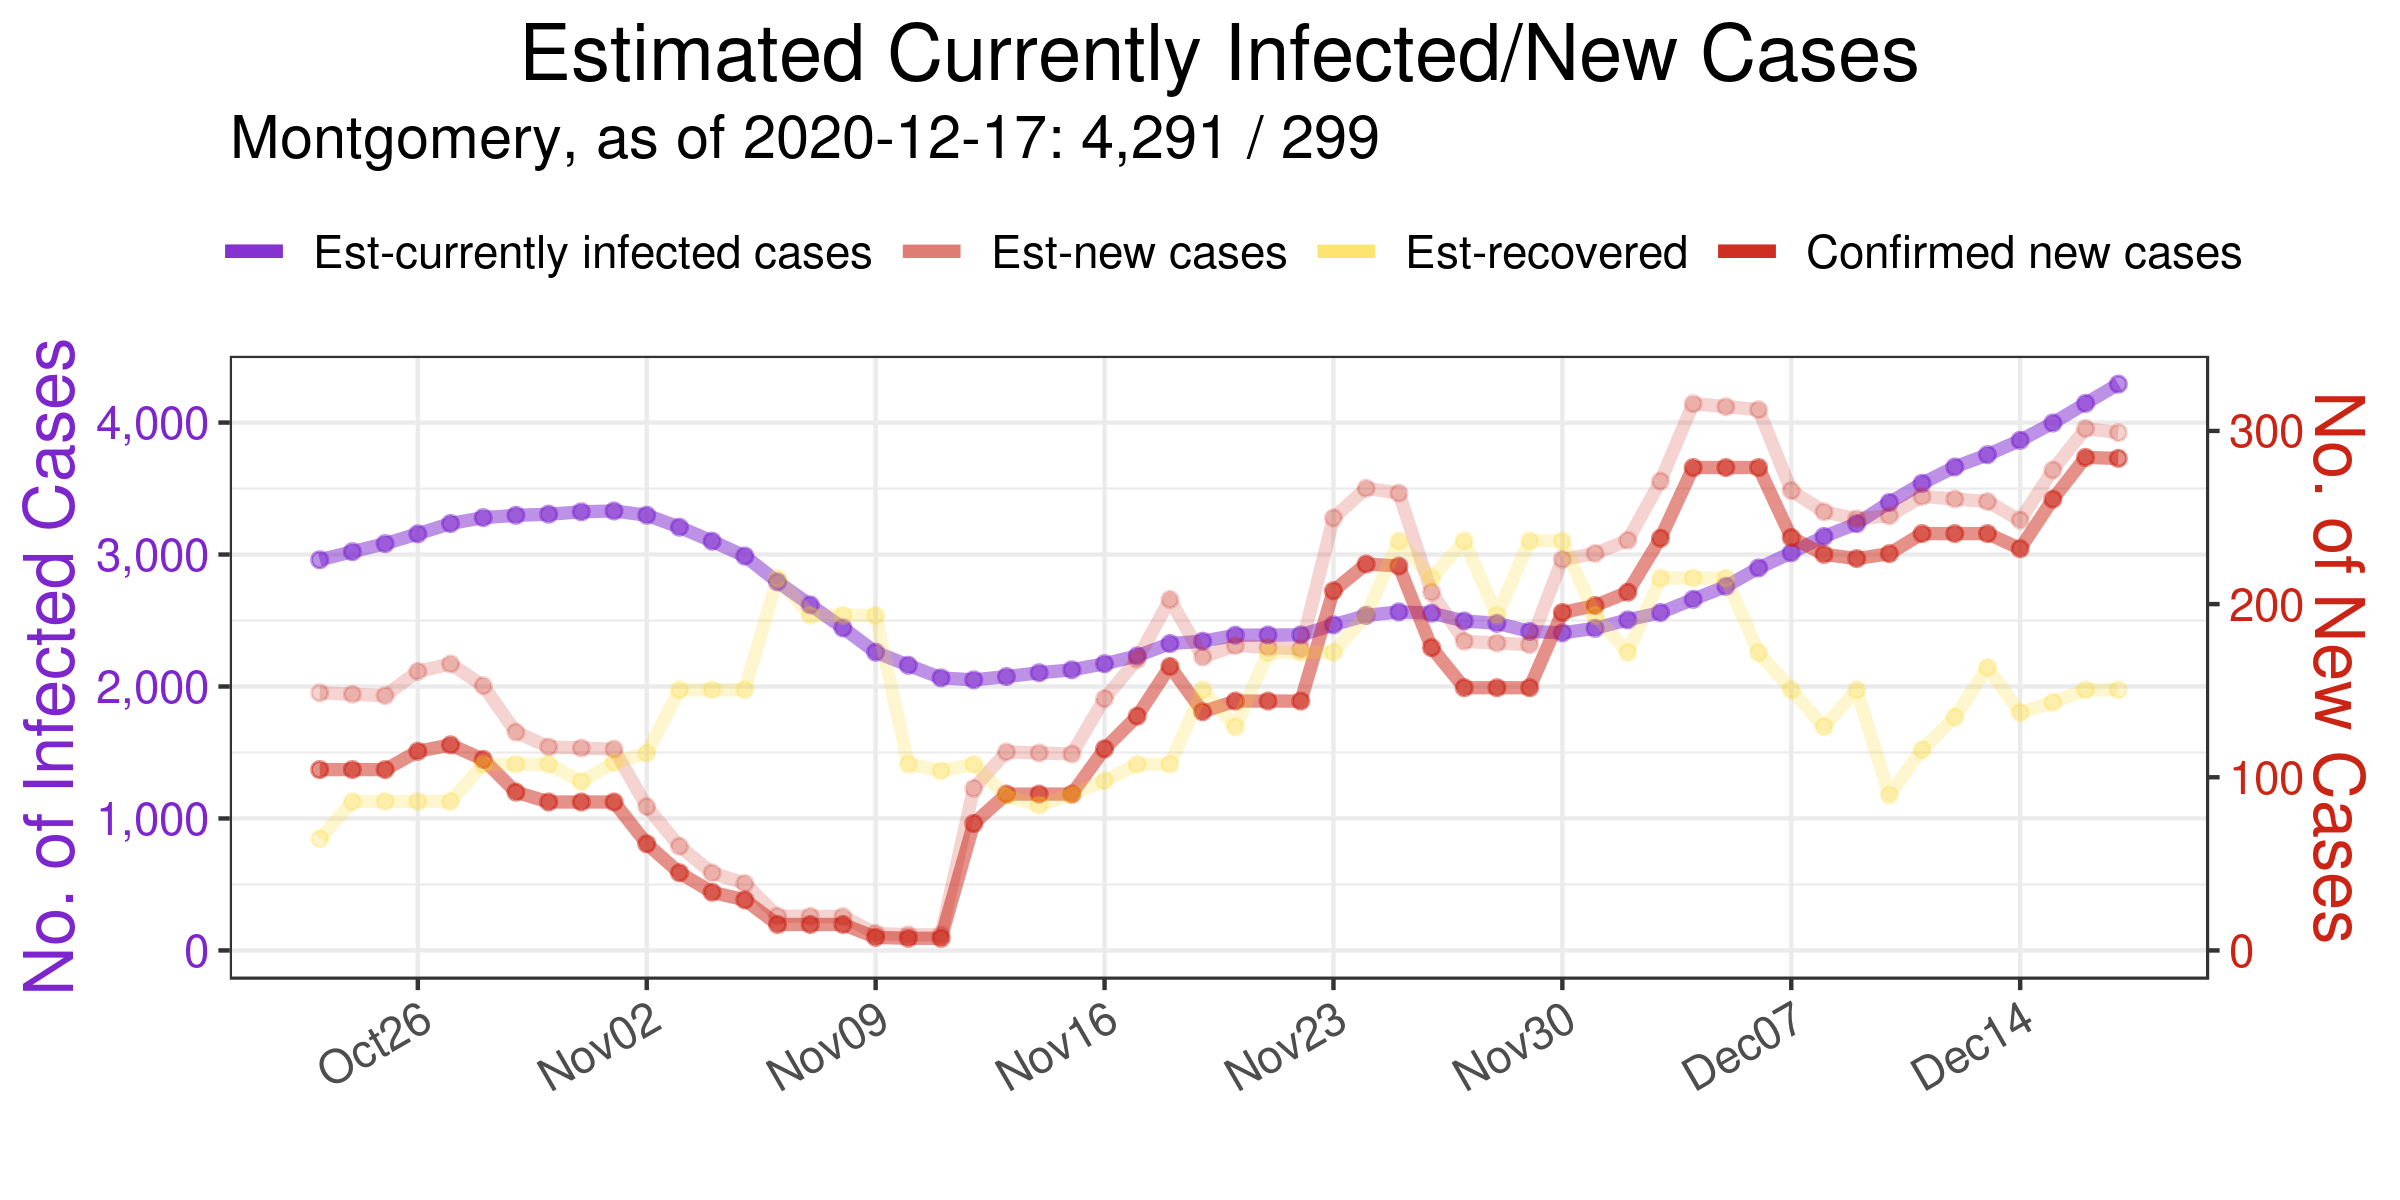 Estimated Currently Infected/New Cases
Montgomery, as of 2020-12-17: 4,291 / 299
Est-currently infected cases Est-new cases Est-recovered Confirmed new cases
No. of Infected Cases
4,000
3,000
2,000
1,000
0
300
200
100
0
No. of New Cases
Oct26 Nov02 Nov09 Nov16 Nov23 Nov30 Dec07 Dec14